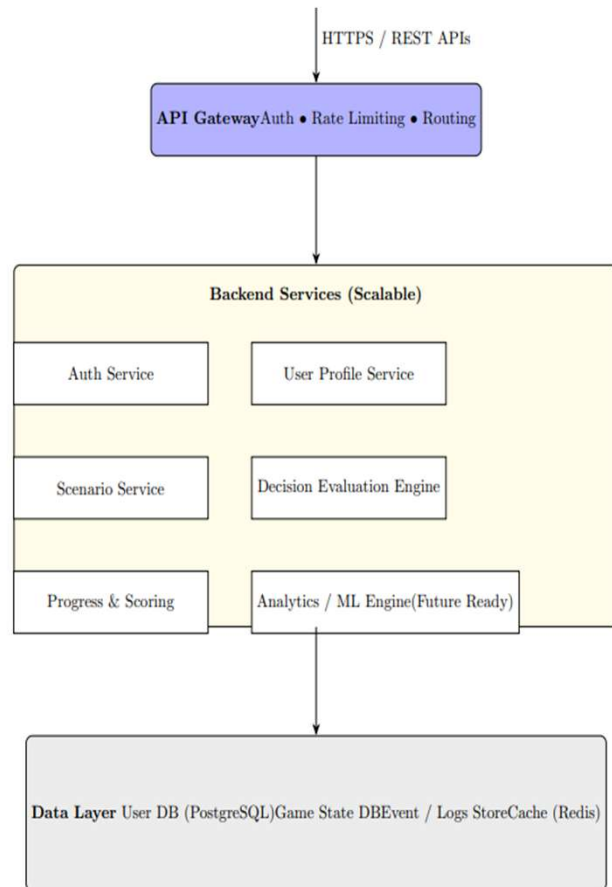 HTTPS / REST APIs
API GatewayAuth • Rate Limiting • Routing
Backend Services (Scalable)
Auth Service
User Profile Service
Scenario Service
Decision Evaluation Engine
Progress & Scoring
Analytics / ML Engine(Future Ready)
Data Layer User DB (PostgreSQL)Game State DBEvent / Logs StoreCache (Redis)